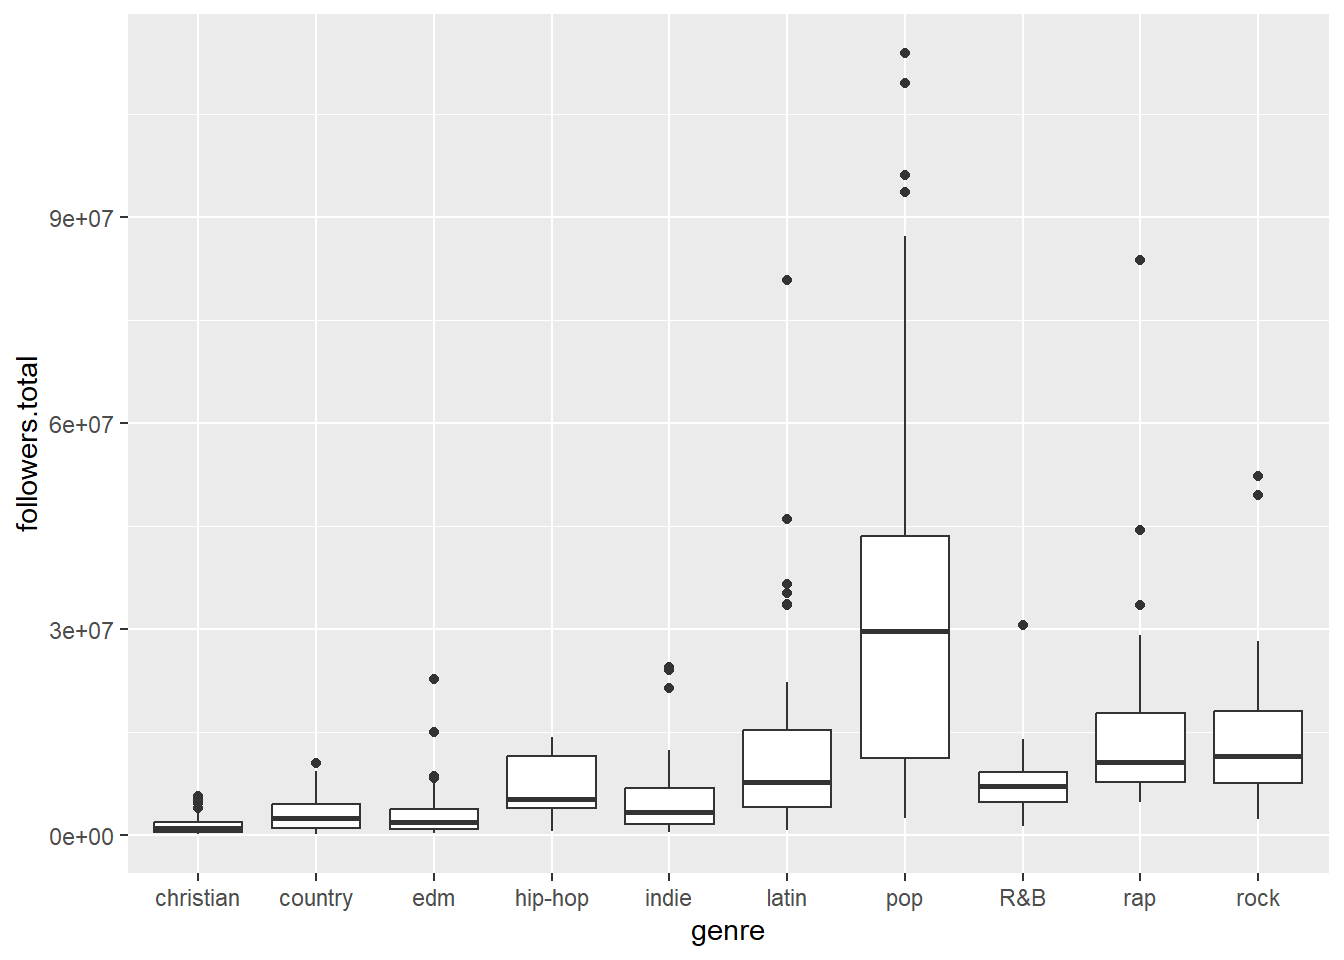 followers.total
9e+07
6e+07
3e+07
0e+00
christian country edm hip-hop indie latin pop R&B rap rock
genre